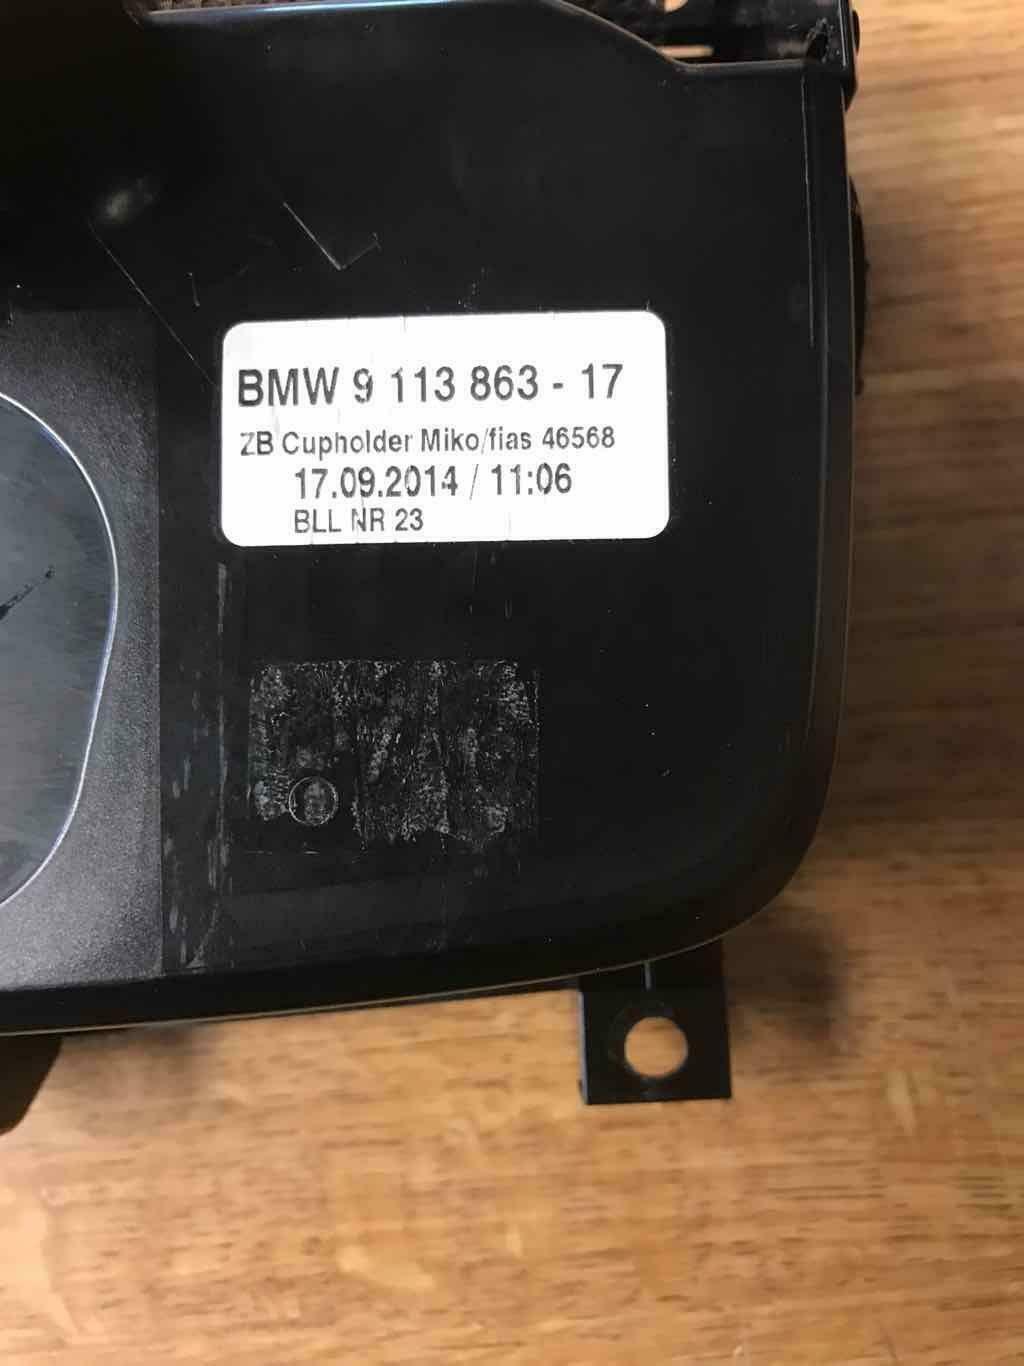 BMW 9 113 863 - 17
ZB Cupholder Miko/fias 46568
17.09.2014 / 11:06
BLL NR 23